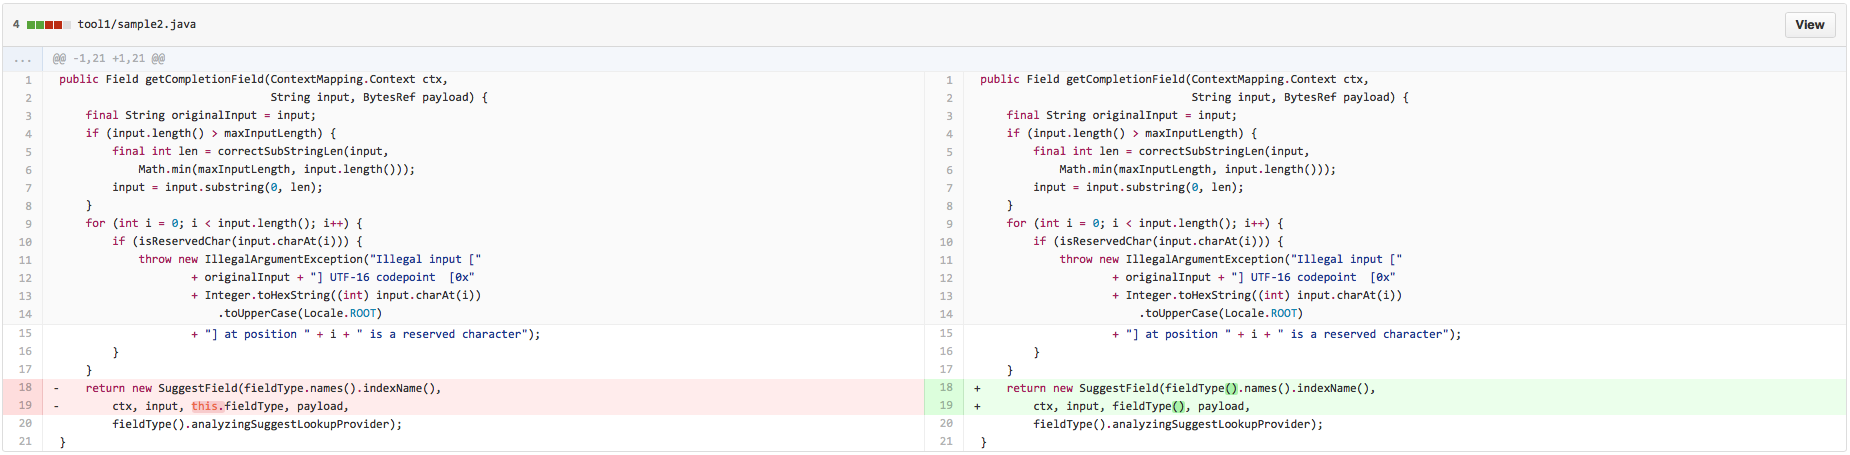 4 tool1/sample2.java View
... @@ -1,21 +1,21 @@
1 public Field getCompletionField(ContextMapping.Context ctx,
2 String input, BytesRef payload) {
3 final String originalInput = input;
4 if (input.length() > maxInputLength) {
5 final int len = correctSubStringLen(input,
6 Math.min(maxInputLength, input.length()));
7 input = input.substring(0, len);
8 }
9 for (int i = 0; i < input.length(); i++) {
10 if (isReservedChar(input.charAt(i))) {
11 throw new IllegalArgumentException("Illegal input ["
12 + originalInput + "] UTF-16 codepoint  [0x"
13 + Integer.toHexString((int) input.charAt(i))
14 .toUpperCase(Locale.ROOT)
15 + "] at position " + i + " is a reserved character");
16 }
17 }
18 - return new SuggestField(fieldType.names().indexName(),
19 - ctx, input, this.fieldType, payload,
20 fieldType().analyzingSuggestLookupProvider);
21 }
1 public Field getCompletionField(ContextMapping.Context ctx,
2 String input, BytesRef payload) {
3 final String originalInput = input;
4 if (input.length() > maxInputLength) {
5 final int len = correctSubStringLen(input,
6 Math.min(maxInputLength, input.length()));
7 input = input.substring(0, len);
8 }
9 for (int i = 0; i < input.length(); i++) {
10 if (isReservedChar(input.charAt(i))) {
11 throw new IllegalArgumentException("Illegal input ["
12 + originalInput + "] UTF-16 codepoint  [0x"
13 + Integer.toHexString((int) input.charAt(i))
14 .toUpperCase(Locale.ROOT)
15 + "] at position " + i + " is a reserved character");
16 }
17 }
18 + return new SuggestField(fieldType().names().indexName(),
19 + ctx, input, fieldType(), payload,
20 fieldType().analyzingSuggestLookupProvider);
21 }